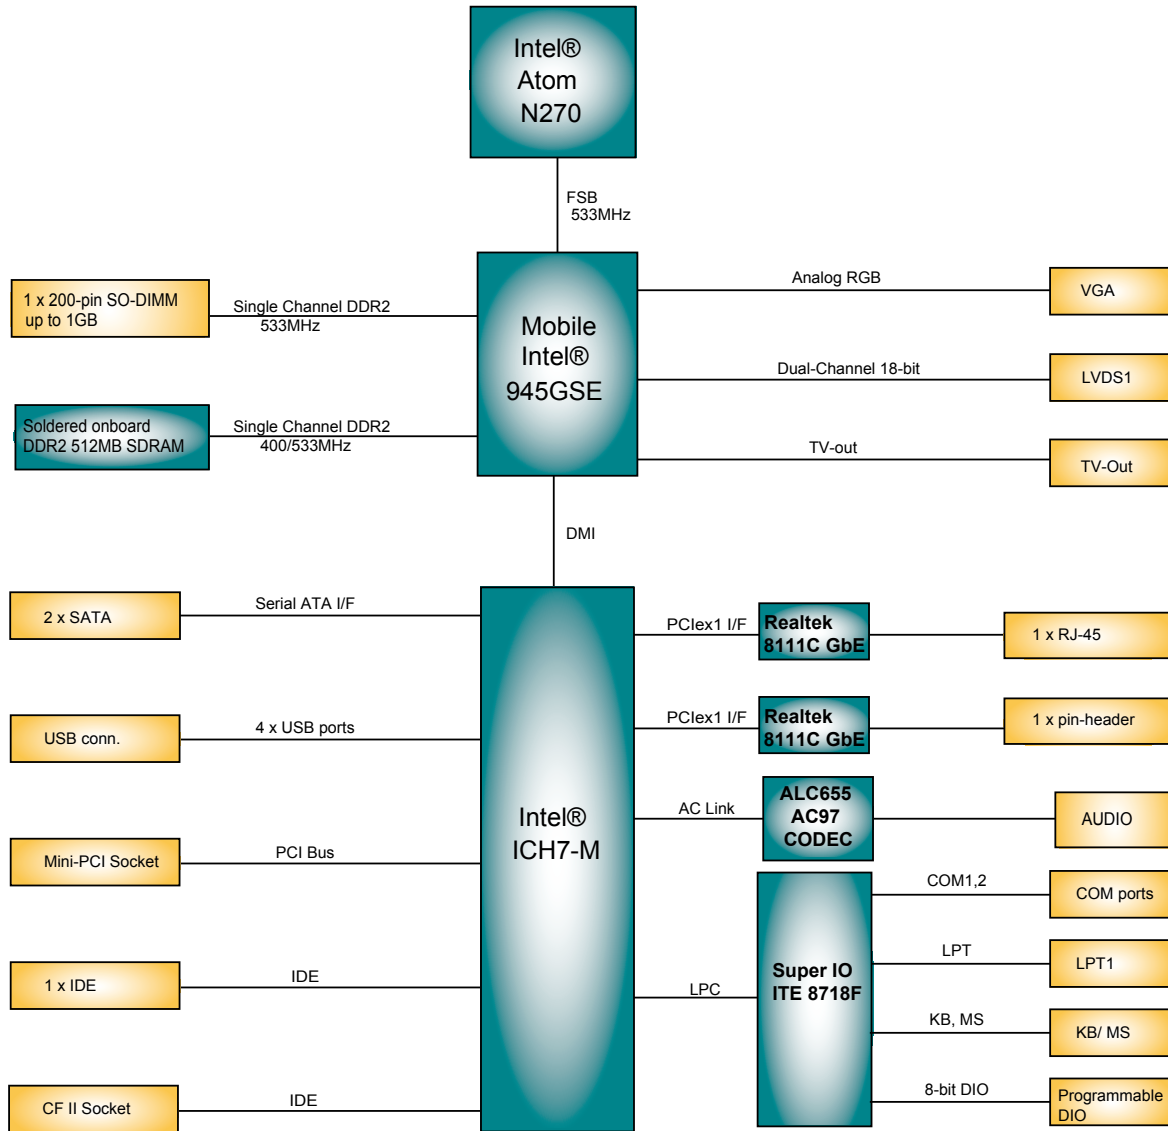 Intel®
Atom
N270
FSB
533MHz
1 x 200-pin SO-DIMM
up to 1GB
Single Channel DDR2
533MHz
Mobile
Intel®
945GSE
Analog RGB
VGA
Dual-Channel 18-bit
LVDS1
Soldered onboard
DDR2 512MB SDRAM
Single Channel DDR2
400/533MHz
TV-out
TV-Out
DMI
2 x SATA
Serial ATA I/F
PCIex1 I/F
Realtek
8111C GbE
1 x RJ-45
USB conn.
4 x USB ports
PCIex1 I/F
Realtek
8111C GbE
1 x pin-header
Intel®
ICH7-M
AC Link
ALC655
AC97
CODEC
AUDIO
Mini-PCI Socket
PCI Bus
COM1,2
COM ports
LPT
LPT1
1 x IDE
IDE
LPC
Super IO
ITE 8718F
KB, MS
KB/ MS
CF II Socket
IDE
8-bit DIO
Programmable
DIO